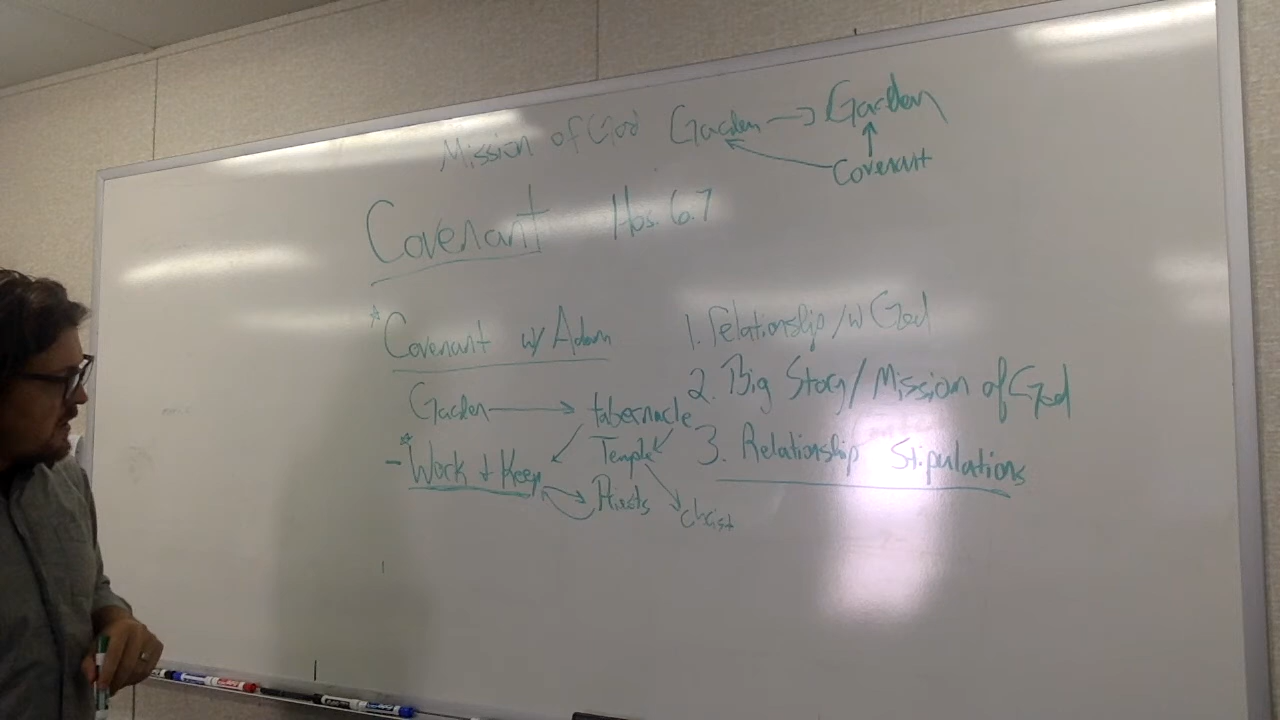 Mission of God Garden → Garden
Covenant
Covenant Hos. 6.7
* Covenant w/ Adam
1. relationship /w God
Garden → tabernacle
2. Big Story / Mission of God
* - Work + Keep
Temple
3. Relationship Stipulations
Priests
Christ